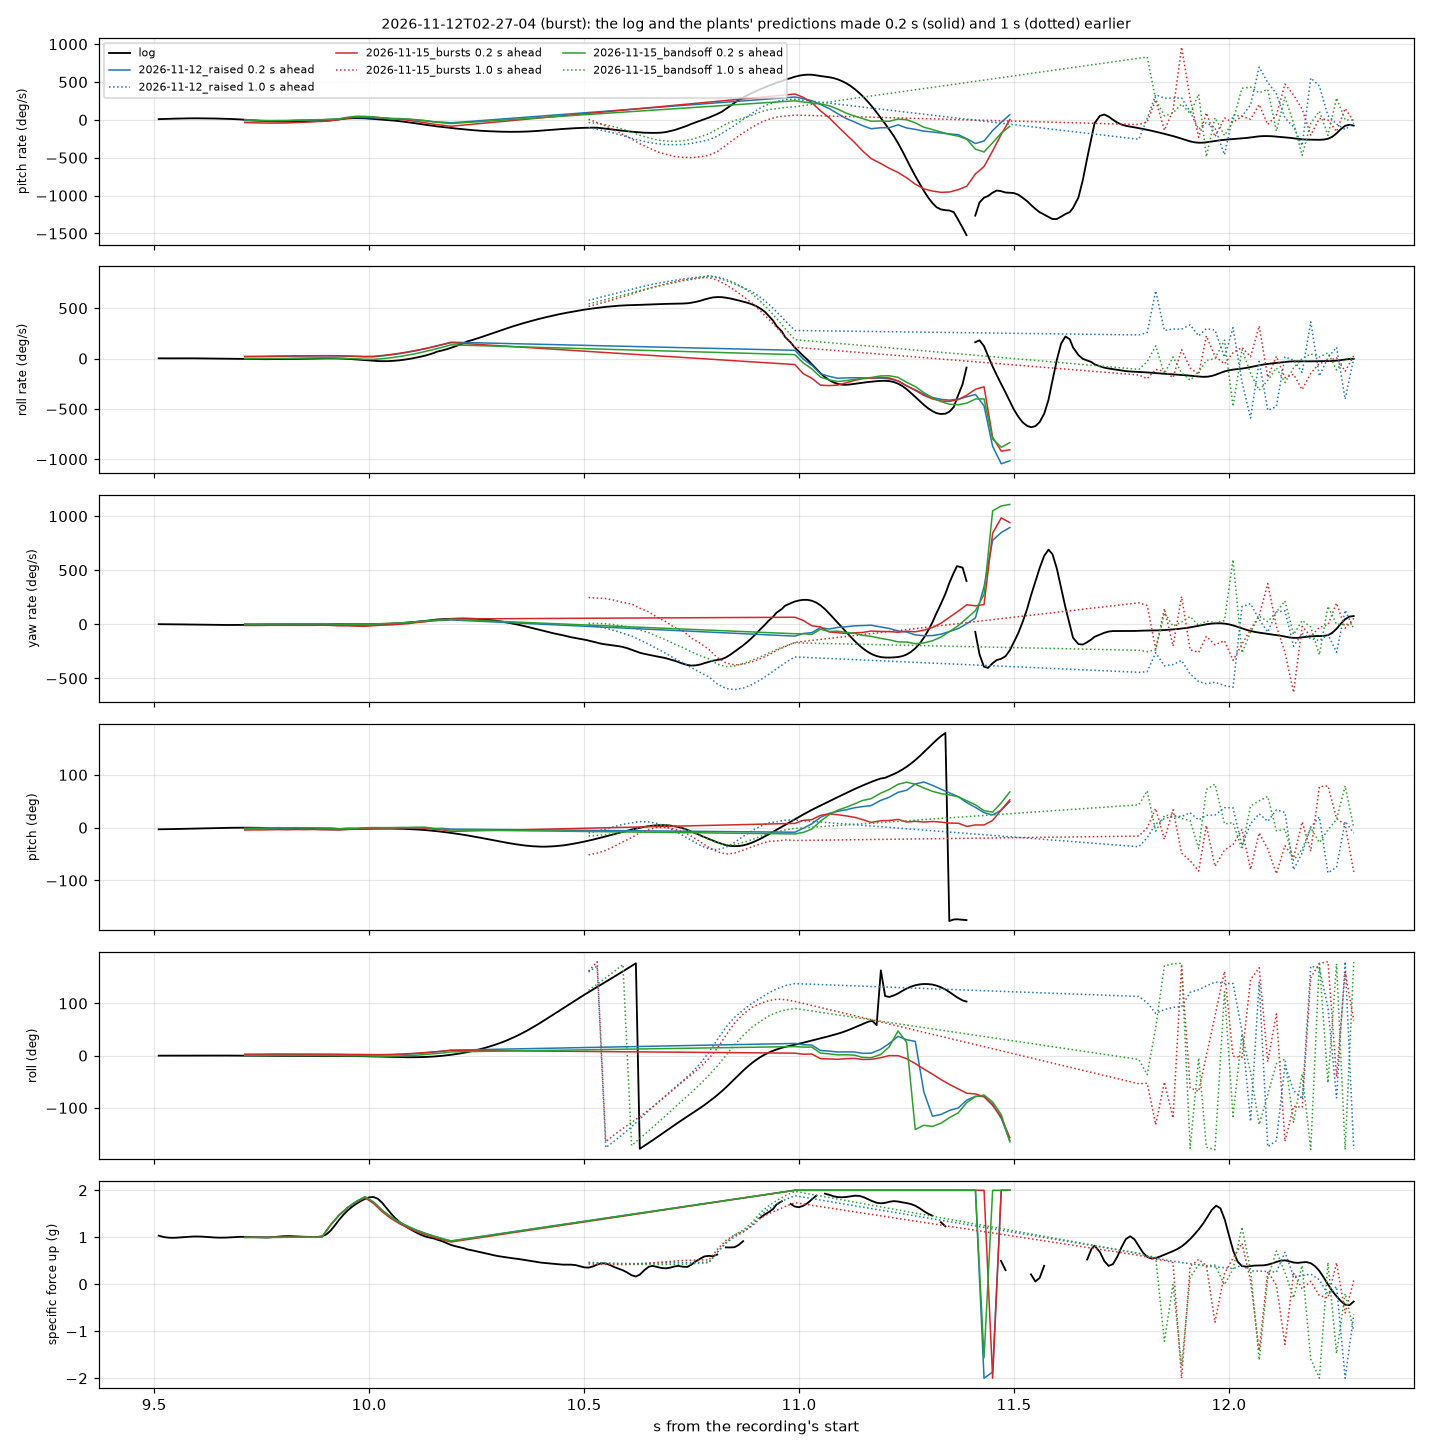 2026-11-12T02-27-04 (burst): the log and the plants' predictions made 0.2 s (solid) and 1 s (dotted) earlier
log
2026-11-12_raised 0.2 s ahead
2026-11-12_raised 1.0 s ahead
2026-11-15_bursts 0.2 s ahead
2026-11-15_bursts 1.0 s ahead
2026-11-15_bandsoff 0.2 s ahead
2026-11-15_bandsoff 1.0 s ahead
pitch rate (deg/s)
1000
500
0
−500
−1000
−1500
roll rate (deg/s)
500
0
−500
−1000
yaw rate (deg/s)
1000
500
0
−500
pitch (deg)
100
0
−100
roll (deg)
100
0
−100
specific force up (g)
2
1
0
−1
−2
9.5 10.0 10.5 11.0 11.5 12.0
s from the recording's start